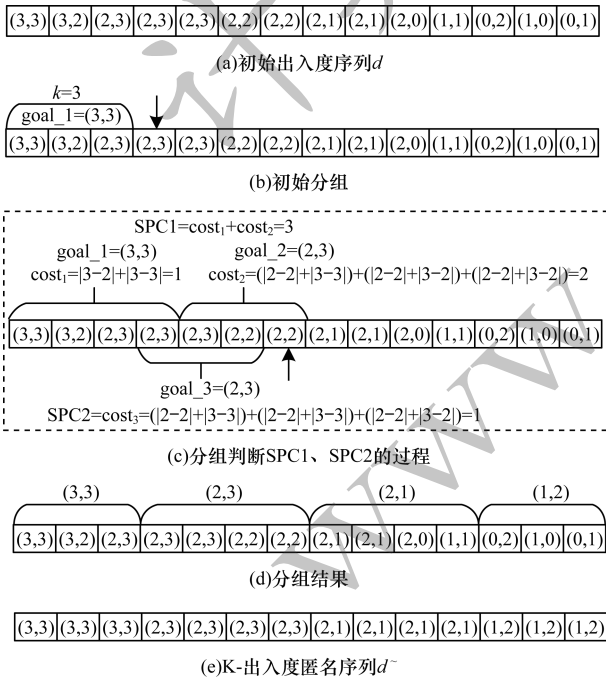 (3,3) (3,2) (2,3) (2,3) (2,3) (2,2) (2,2) (2,1) (2,1) (2,0) (1,1) (0,2) (1,0) (0,1)
(a)初始出入度序列d
k=3
goal_1=(3,3)
(3,3) (3,2) (2,3) (2,3) (2,3) (2,2) (2,2) (2,1) (2,1) (2,0) (1,1) (0,2) (1,0) (0,1)
(b)初始分组
SPC1=cost₁+cost₂=3
goal_1=(3,3) goal_2=(2,3)
cost₁=|3−2|+|3−3|=1 cost₂=(|2−2|+|3−3|)+(|2−2|+|3−2|)+(|2−2|+|3−2|)=2
(3,3) (3,2) (2,3) (2,3) (2,3) (2,2) (2,2) (2,1) (2,1) (2,0) (1,1) (0,2) (1,0) (0,1)
goal_3=(2,3)
SPC2=cost₃=(|2−2|+|3−3|)+(|2−2|+|3−3|)+(|2−2|+|3−2|)=1
(c)分组判断SPC1、SPC2的过程
(3,3) (2,3) (2,1) (1,2)
(3,3) (3,2) (2,3) (2,3) (2,3) (2,2) (2,2) (2,1) (2,1) (2,0) (1,1) (0,2) (1,0) (0,1)
(d)分组结果
(3,3) (3,3) (3,3) (2,3) (2,3) (2,3) (2,3) (2,1) (2,1) (2,1) (2,1) (1,2) (1,2) (1,2)
(e)K-出入度匿名序列d~